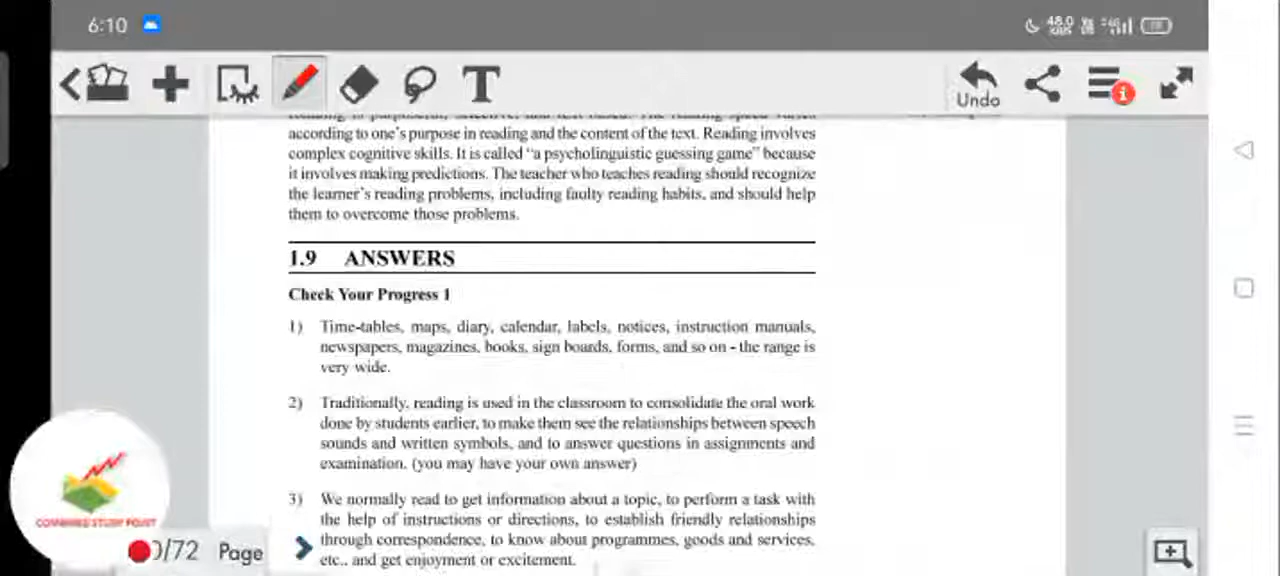 6:10
48.0
Undo
according to one's purpose in reading and the content of the text. Reading involves
complex cognitive skills. It is called "a psycholinguistic guessing game" because
it involves making predictions. The teacher who teaches reading should recognize
the learner's reading problems, including faulty reading habits, and should help
them to overcome those problems.
1.9 ANSWERS
Check Your Progress 1
1) Time-tables, maps, diary, calendar, labels, notices, instruction manuals,
newspapers, magazines, books, sign boards, forms, and so on - the range is
very wide.
2) Traditionally, reading is used in the classroom to consolidate the oral work
done by students earlier, to make them see the relationships between speech
sounds and written symbols, and to answer questions in assignments and
examination. (you may have your own answer)
3) We normally read to get information about a topic, to perform a task with
the help of instructions or directions, to establish friendly relationships
through correspondence, to know about programmes, goods and services,
etc., and get enjoyment or excitement.
COMBINED STUDY POINT
0/72 Page